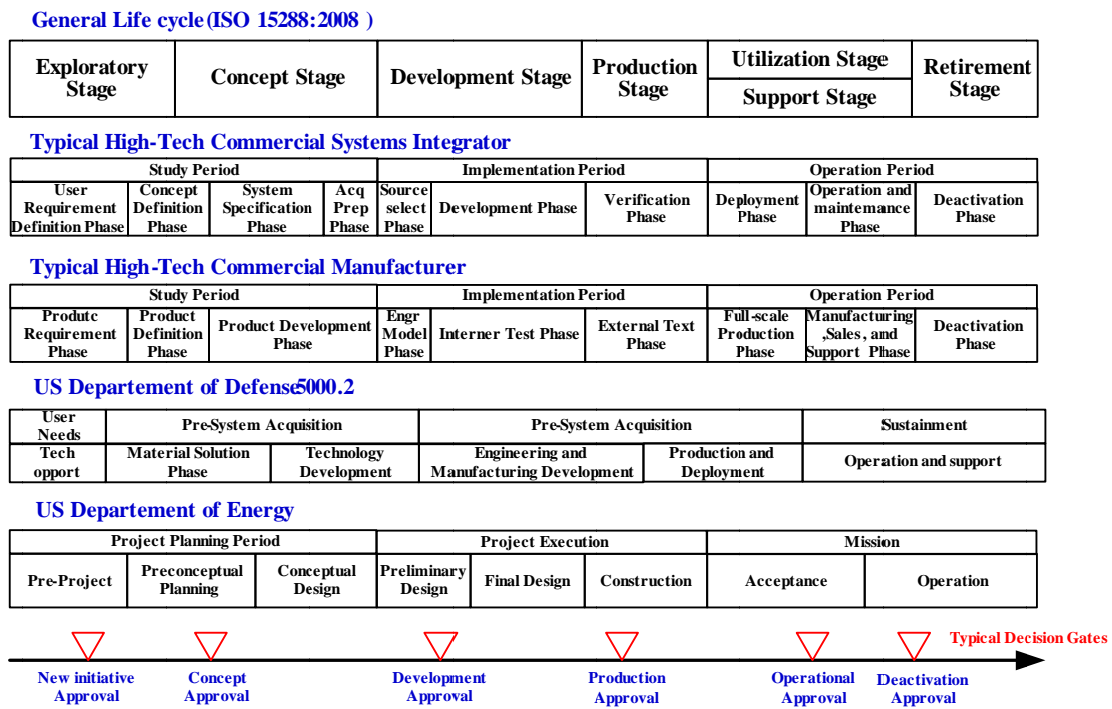 General Life cycle(ISO 15288:2008 )
Exploratory
Stage
Concept Stage
Development Stage
Production
Stage
Utilization Stage
Support Stage
Retirement
Stage
Typical High-Tech Commercial Systems Integrator
Study Period
Implementation Period
Operation Period
User
Requirement
Definition Phase
Concept
Definition
Phase
System
Specification
Phase
Acq
Prep
Phase
Source
select
Phase
Development Phase
Verification
Phase
Deployment
Phase
Operation and
maintemance
Phase
Deactivation
Phase
Typical High-Tech Commercial Manufacturer
Study Period
Implementation Period
Operation Period
Produtc
Requirement
Phase
Product
Definition
Phase
Product Development
Phase
Engr
Model
Phase
Interner Test Phase
External Text
Phase
Full-scale
Production
Phase
Manufacturing
,Sales, and
Support Phase
Deactivation
Phase
US Departement of Defense5000.2
User
Needs
Pre-System Acquisition
Pre-System Acquisition
Sustainment
Tech
opport
Material Solution
Phase
Technology
Development
Engineering and
Manufacturing Development
Production and
Deployment
Operation and support
US Departement of Energy
Project Planning Period
Project Execution
Mission
Pre-Project
Preconceptual
Planning
Conceptual
Design
Preliminary
Design
Final Design
Construction
Acceptance
Operation
Typical Decision Gates
New initiative
Approval
Concept
Approval
Development
Approval
Production
Approval
Operational
Approval
Deactivation
Approval